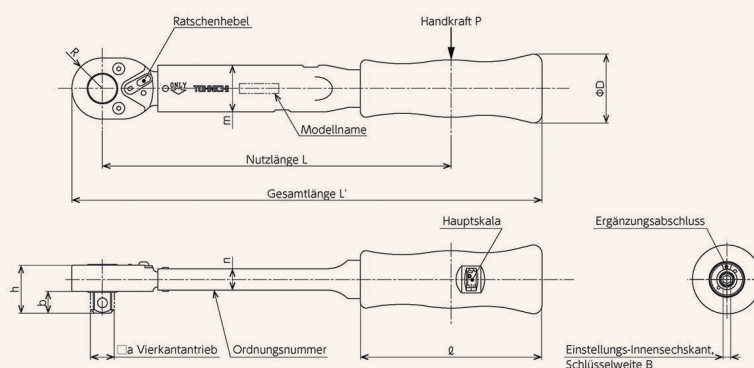 Ratschenhebel
Handkraft P
R
ONLY
TOHNICHI
m
ΦD
Modellname
Nutzlänge L
Gesamtlänge L'
Hauptskala
Ergänzungsabschluss
h
b
n
□a Vierkantantrieb
Ordnungsnummer
ℓ
Einstellungs-Innensechskant,
Schlüsselweite B